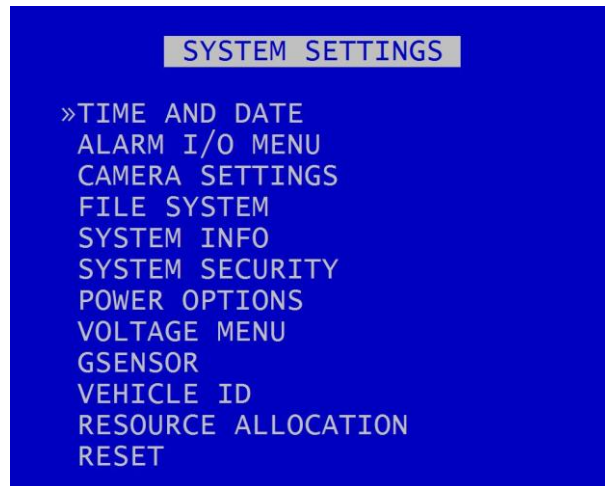 SYSTEM SETTINGS
»TIME AND DATE
ALARM I/O MENU
CAMERA SETTINGS
FILE SYSTEM
SYSTEM INFO
SYSTEM SECURITY
POWER OPTIONS
VOLTAGE MENU
GSENSOR
VEHICLE ID
RESOURCE ALLOCATION
RESET